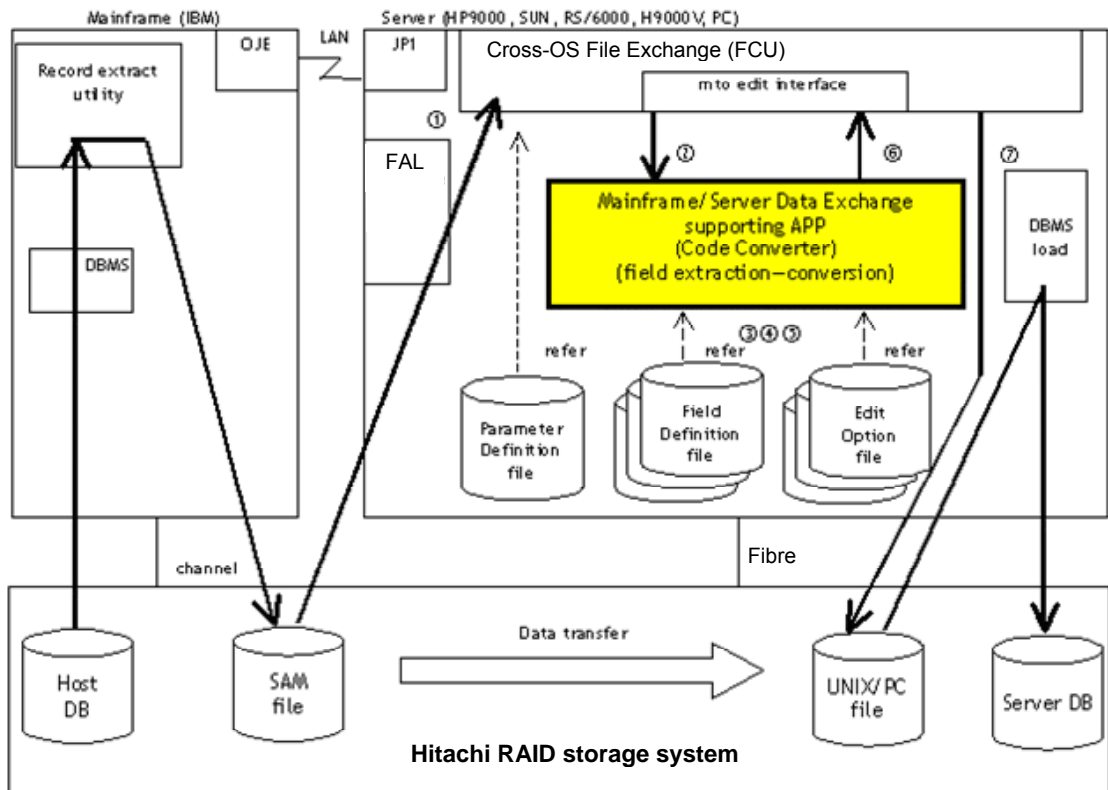 Mainframe (IBM)
Server (HP9000 , SUN , RS/6000 , H9000V, PC)
OJE
LAN
JP1
Cross-OS File Exchange (FCU)
Record extract
utility
mto edit interface
①
FAL
②
⑥
⑦
Mainframe/ Server Data Exchange
supporting APP
(Code Converter)
(field extraction−conversion)
DBMS
DBMS
load
③ ④ ⑤
refer
refer
refer
Parameter
Definition
file
Field
Definition
file
Edit
Option
file
channel
Fibre
Host
DB
SAM
file
Data transfer
UNIX/ PC
file
Server DB
Hitachi RAID storage system